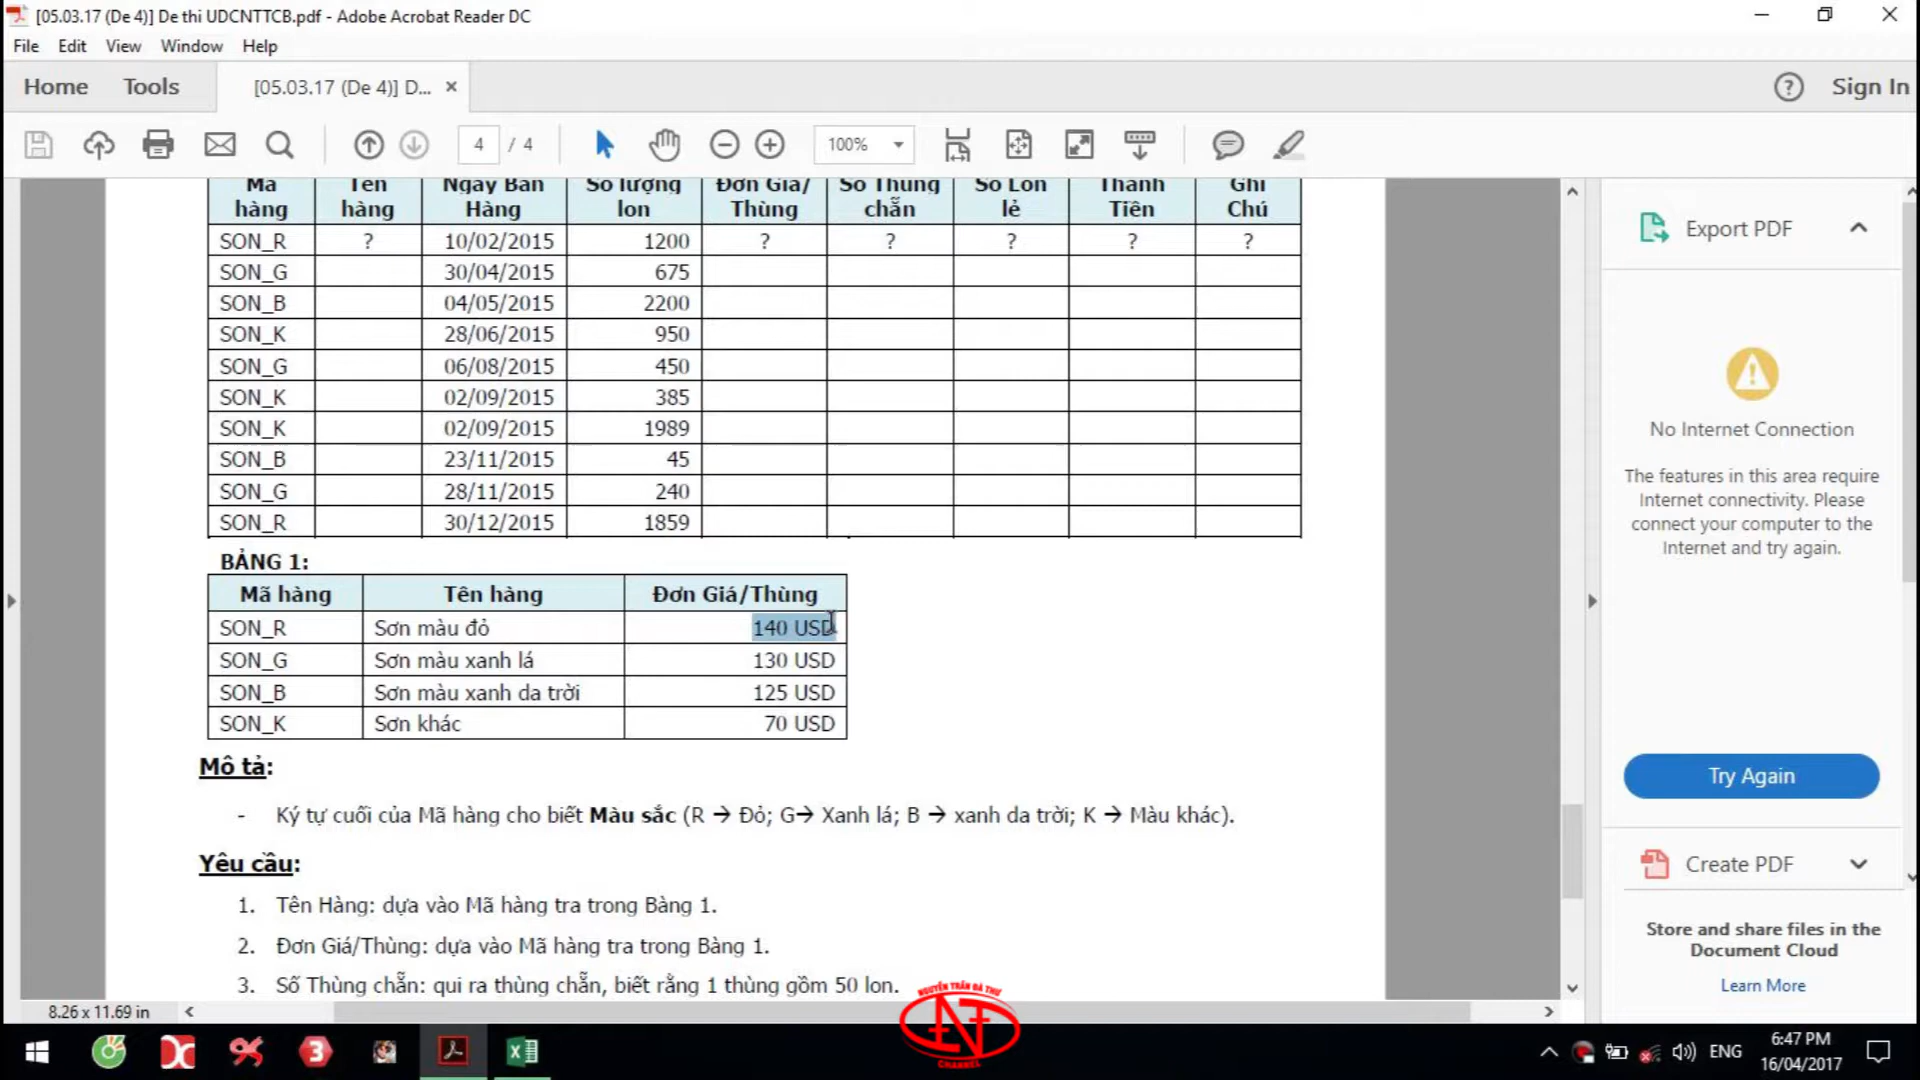 [05.03.17 (De 4)] De thi UDCNTTCB.pdf - Adobe Acrobat Reader DC
File Edit View Window Help
Home Tools [05.03.17 (De 4)] D... × Sign In
4 / 4 100%
Mã hàng Tên hàng Ngày Bán Hàng Số lượng lon Đơn Giá/ Thùng Số Thùng chẵn Số Lon lẻ Thành Tiền Ghi Chú
SON_R ? 10/02/2015 1200 ? ? ? ? ?
SON_G 30/04/2015 675
SON_B 04/05/2015 2200
SON_K 28/06/2015 950
SON_G 06/08/2015 450
SON_K 02/09/2015 385
SON_K 02/09/2015 1989
SON_B 23/11/2015 45
SON_G 28/11/2015 240
SON_R 30/12/2015 1859
BẢNG 1:
Mã hàng Tên hàng Đơn Giá/Thùng
SON_R Sơn màu đỏ 140 USD
SON_G Sơn màu xanh lá 130 USD
SON_B Sơn màu xanh da trời 125 USD
SON_K Sơn khác 70 USD
Mô tả:
- Ký tự cuối của Mã hàng cho biết Màu sắc (R → Đỏ; G→ Xanh lá; B → xanh da trời; K → Màu khác).
Yêu cầu:
1. Tên Hàng: dựa vào Mã hàng tra trong Bàng 1.
2. Đơn Giá/Thùng: dựa vào Mã hàng tra trong Bàng 1.
3. Số Thùng chẵn: qui ra thùng chẵn, biết rằng 1 thùng gồm 50 lon.
8.26 x 11.69 in
Export PDF
No Internet Connection
The features in this area require
Internet connectivity. Please
connect your computer to the
Internet and try again.
Try Again
Create PDF
Store and share files in the
Document Cloud
Learn More
NGUYỄN TRẦN DẠ THƯ
CHANNEL
ENG
6:47 PM
16/04/2017